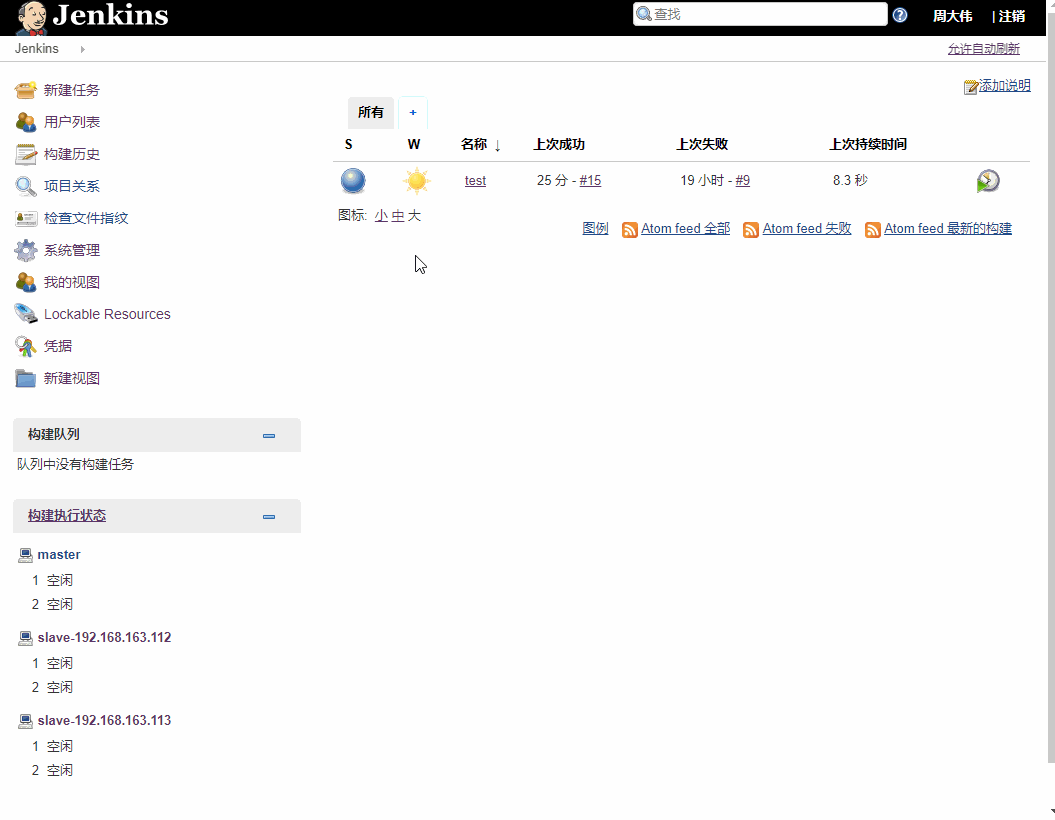 Jenkins
查找
周大伟 | 注销
Jenkins
允许自动刷新
新建任务
用户列表
构建历史
项目关系
检查文件指纹
系统管理
我的视图
Lockable Resources
凭据
新建视图
构建队列
队列中没有构建任务
构建执行状态
master
1 空闲
2 空闲
slave-192.168.163.112
1 空闲
2 空闲
slave-192.168.163.113
1 空闲
2 空闲
添加说明
所有 +
S W 名称 ↓ 上次成功 上次失败 上次持续时间
test 25 分 - #15 19 小时 - #9 8.3 秒
图标: 小 中 大
图例 Atom feed 全部 Atom feed 失败 Atom feed 最新的构建